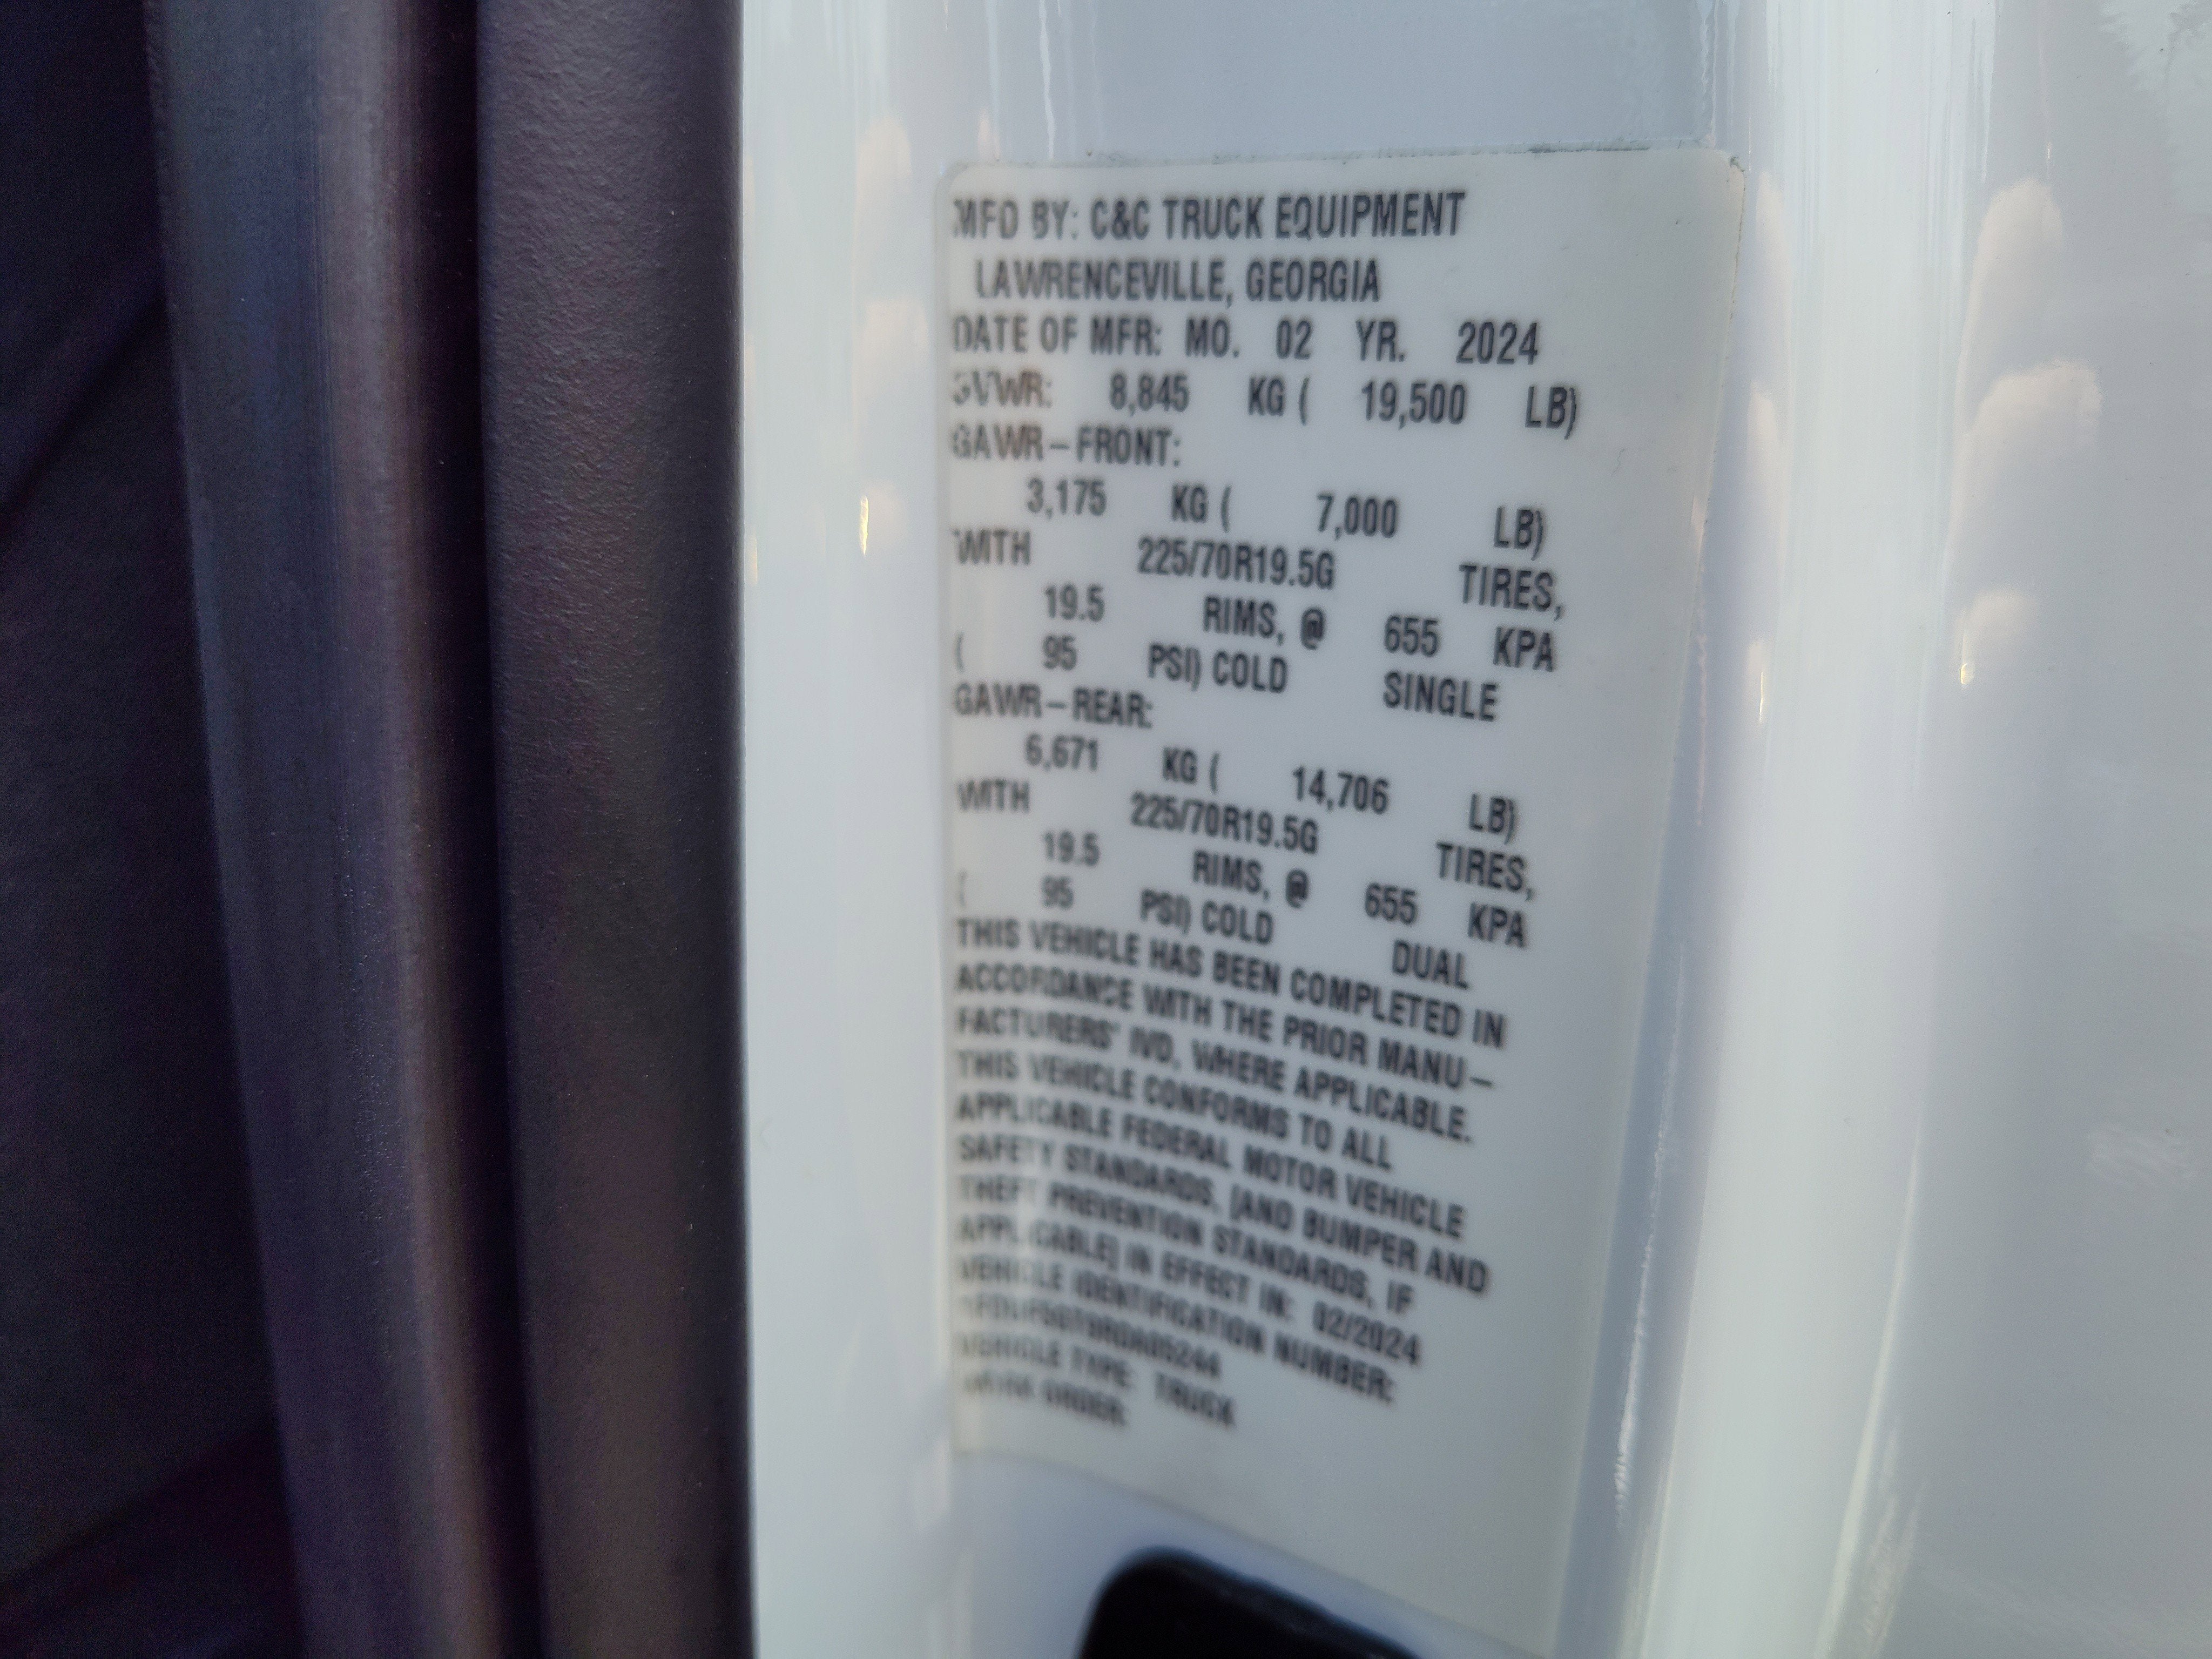 MFD BY: C&C TRUCK EQUIPMENT
LAWRENCEVILLE, GEORGIA
DATE OF MFR: MO. 02 YR. 2024
GVWR: 8,845 KG ( 19,500 LB)
GAWR-FRONT:
3,175 KG ( 7,000 LB)
WITH 225/70R19.5G TIRES,
19.5 RIMS, @ 655 KPA
( 95 PSI) COLD SINGLE
GAWR-REAR:
6,671 KG ( 14,706 LB)
WITH 225/70R19.5G TIRES,
19.5 RIMS, @ 655 KPA
( 95 PSI) COLD DUAL
THIS VEHICLE HAS BEEN COMPLETED IN
ACCORDANCE WITH THE PRIOR MANU-
FACTURERS' IVD, WHERE APPLICABLE.
THIS VEHICLE CONFORMS TO ALL
APPLICABLE FEDERAL MOTOR VEHICLE
SAFETY STANDARDS, [AND BUMPER AND
THEFT PREVENTION STANDARDS, IF
APPLICABLE] IN EFFECT IN: 02/2024
VEHICLE IDENTIFICATION NUMBER:
VEHICLE TYPE: TRUCK
WORK ORDER: